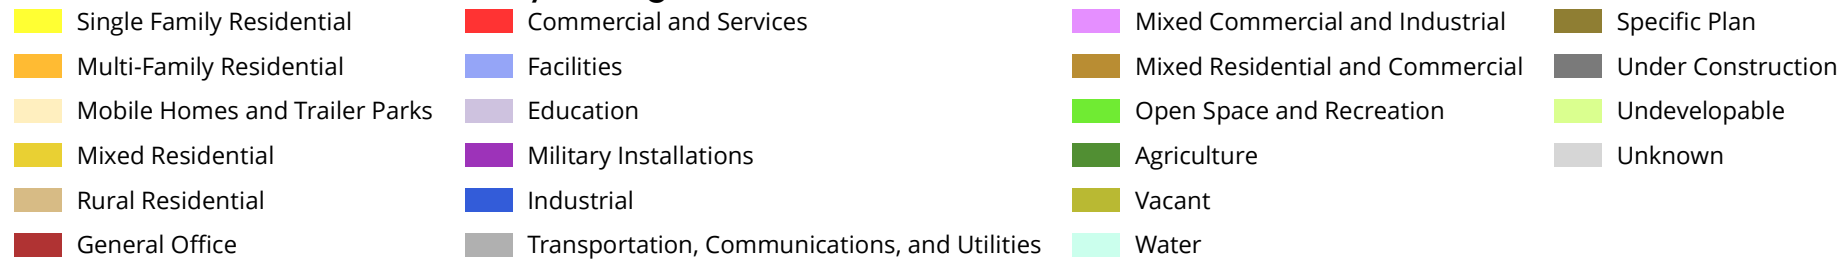 Single Family Residential
Multi-Family Residential
Mobile Homes and Trailer Parks
Mixed Residential
Rural Residential
General Office
Commercial and Services
Facilities
Education
Military Installations
Industrial
Transportation, Communications, and Utilities
Mixed Commercial and Industrial
Mixed Residential and Commercial
Open Space and Recreation
Agriculture
Vacant
Water
Specific Plan
Under Construction
Undevelopable
Unknown